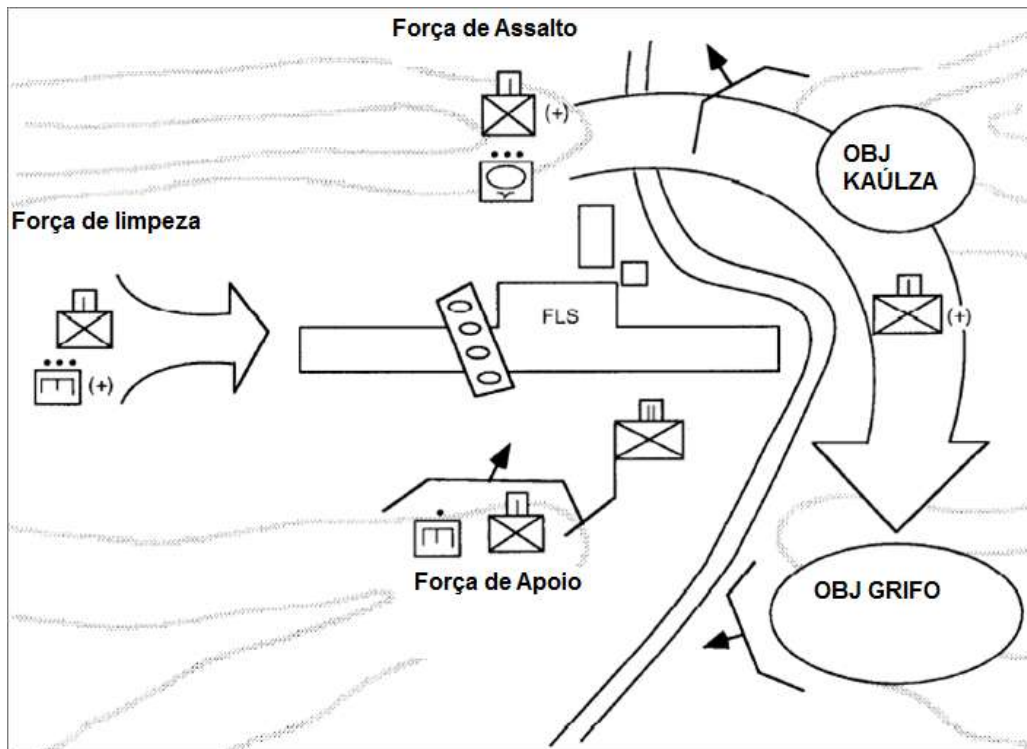 Força de Assalto
(+)
OBJ
KAÚLZA
Força de limpeza
(+)
FLS
(+)
Força de Apoio
OBJ GRIFO